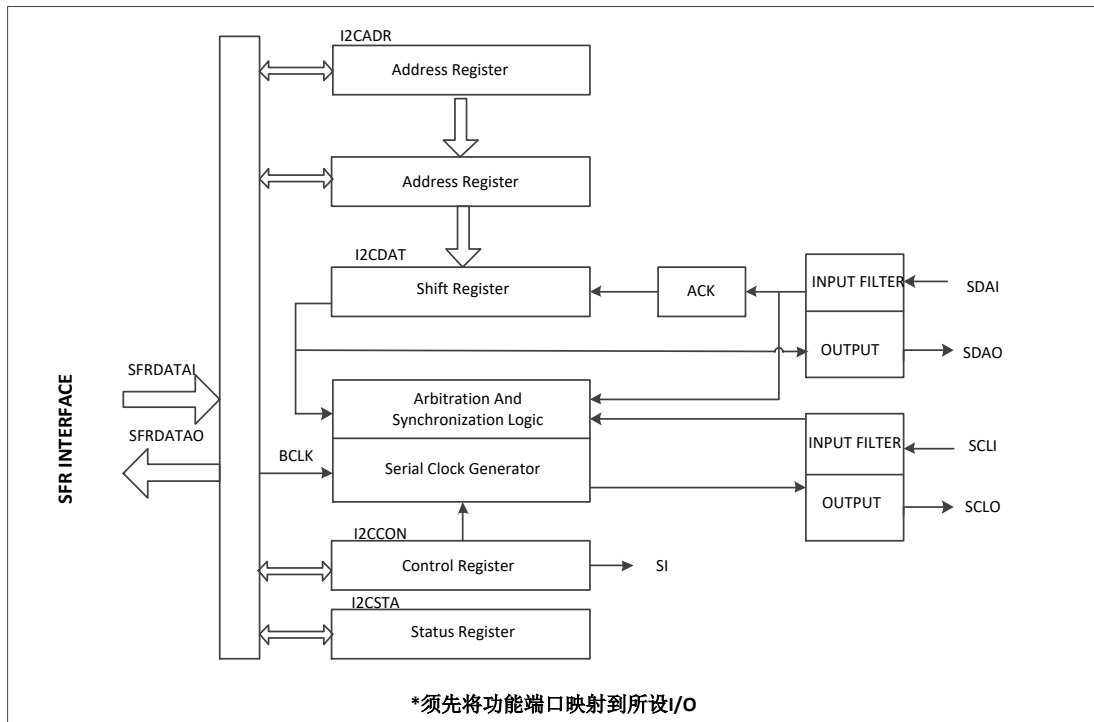 I2CADR
Address Register
Address Register
I2CDAT
Shift Register
ACK
INPUT FILTER
SDAI
OUTPUT
SDAO
SFR INTERFACE
SFRDATAI
SFRDATAO
Arbitration And
Synchronization Logic
BCLK
Serial Clock Generator
INPUT FILTER
SCLI
OUTPUT
SCLO
I2CCON
Control Register
SI
I2CSTA
Status Register
*须先将功能端口映射到所设I/O